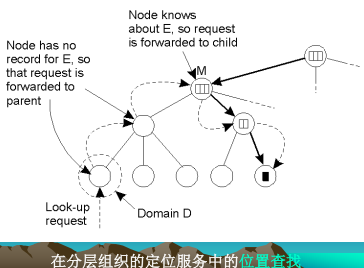 Node knows
about E, so request
is forwarded to child
Node has no
record for E, so
that request is
forwarded to
parent
M
Look-up
request
Domain D
在分层组织的定位服务中的位置查找